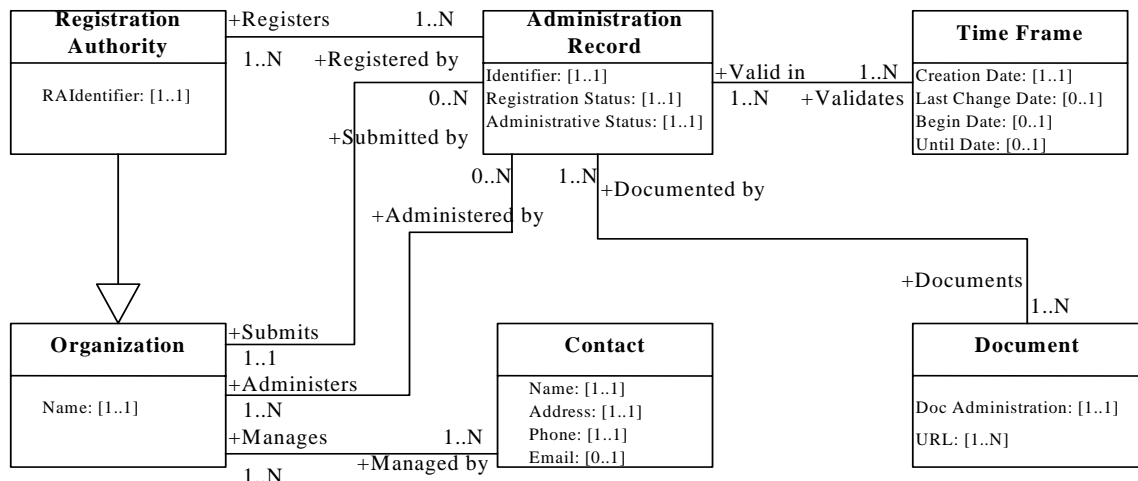 Registration
Authority
RAIdentifier: [1..1]
+Registers
1..N
1..N
+Registered by
Administration
Record
Identifier: [1..1]
Registration Status: [1..1]
Administrative Status: [1..1]
0..N
+Submitted by
+Valid in
1..N
1..N
+Validates
Time Frame
Creation Date: [1..1]
Last Change Date: [0..1]
Begin Date: [0..1]
Until Date: [0..1]
0..N
1..N
+Documented by
+Administered by
+Documents
1..N
Organization
Name: [1..1]
+Submits
1..1
+Administers
1..N
+Manages
1..N
1..N
+Managed by
Contact
Name: [1..1]
Address: [1..1]
Phone: [1..1]
Email: [0..1]
Document
Doc Administration: [1..1]
URL: [1..N]